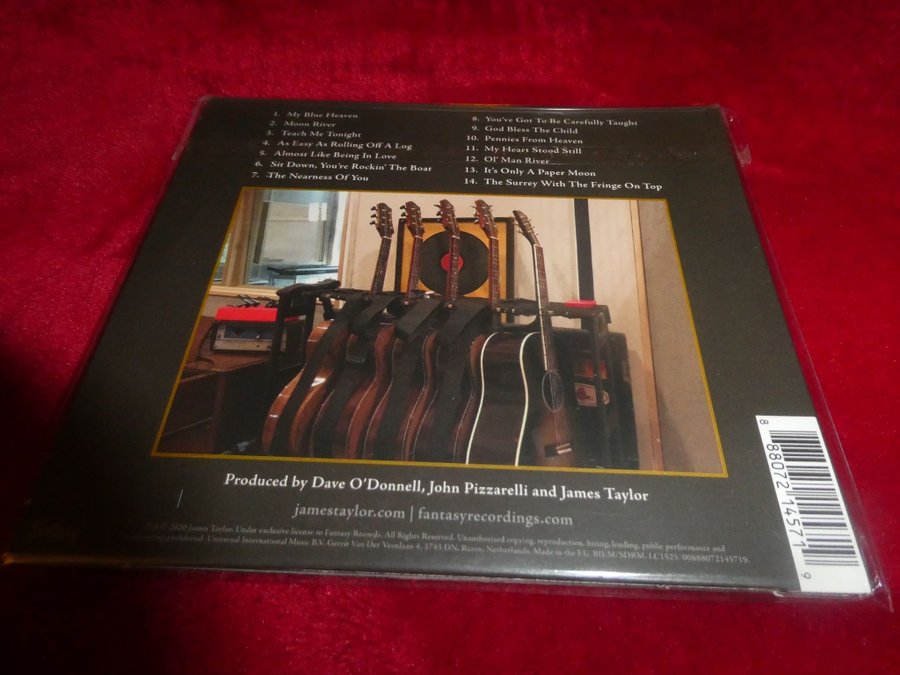 1. My Blue Heaven
2. Moon River
3. Teach Me Tonight
4. As Easy As Rolling Off A Log
5. Almost Like Being In Love
6. Sit Down, You're Rockin' The Boat
7. The Nearness Of You
8. You've Got To Be Carefully Taught
9. God Bless The Child
10. Pennies From Heaven
11. My Heart Stood Still
12. Ol' Man River
13. It's Only A Paper Moon
14. The Surrey With The Fringe On Top
Produced by Dave O'Donnell, John Pizzarelli and James Taylor
jamestaylor.com | fantasyrecordings.com
© 2020 James Taylor. Under exclusive license to Fantasy Records. All Rights Reserved. Unauthorised copying, reproduction, hiring, lending, public performance and
prohibited. Universal International Music B.V. Gerrit Van Der Veenlaan 4, 3743 DN, Baarn, Netherlands. Made in the EU. BIEM/SDRM. LC1525. 00888072145719.
8 88072 14571 9